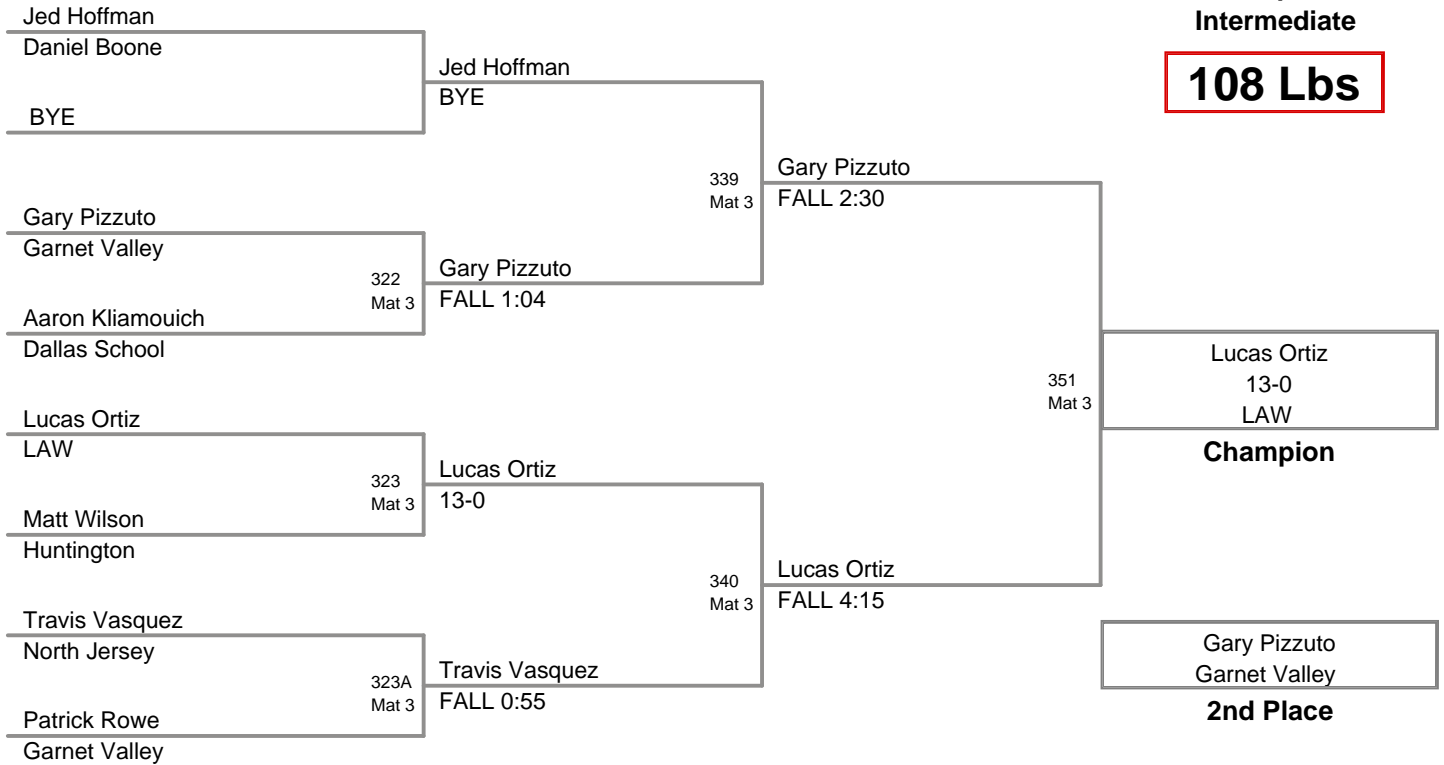 Jed Hoffman
Daniel Boone
BYE
Gary Pizzuto
Garnet Valley
Aaron Kliamouich
Dallas School
Lucas Ortiz
LAW
Matt Wilson
Huntington
Travis Vasquez
North Jersey
Patrick Rowe
Garnet Valley
322
Mat 3
323
Mat 3
323A
Mat 3
Jed Hoffman
BYE
Gary Pizzuto
FALL 1:04
Lucas Ortiz
13-0
Travis Vasquez
FALL 0:55
339
Mat 3
340
Mat 3
Gary Pizzuto
FALL 2:30
Lucas Ortiz
FALL 4:15
351
Mat 3
Intermediate
108 Lbs
Lucas Ortiz
13-0
LAW
Champion
Gary Pizzuto
Garnet Valley
2nd Place